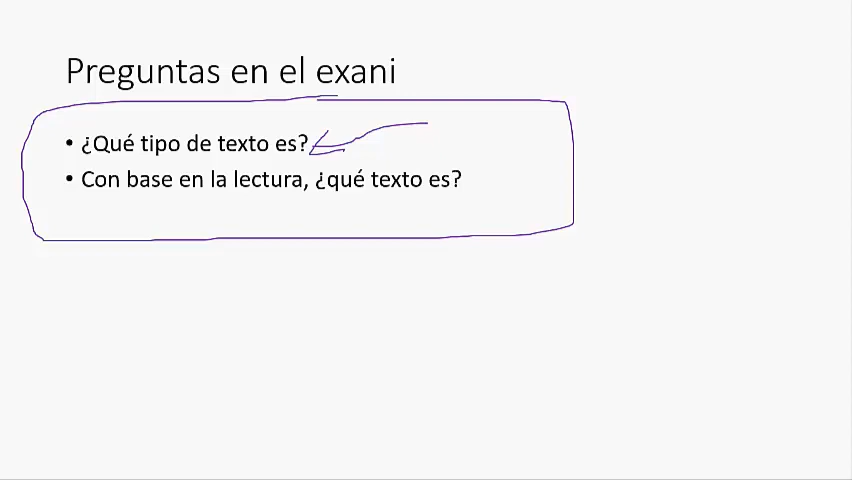 Preguntas en el exani
• ¿Qué tipo de texto es?
• Con base en la lectura, ¿qué texto es?